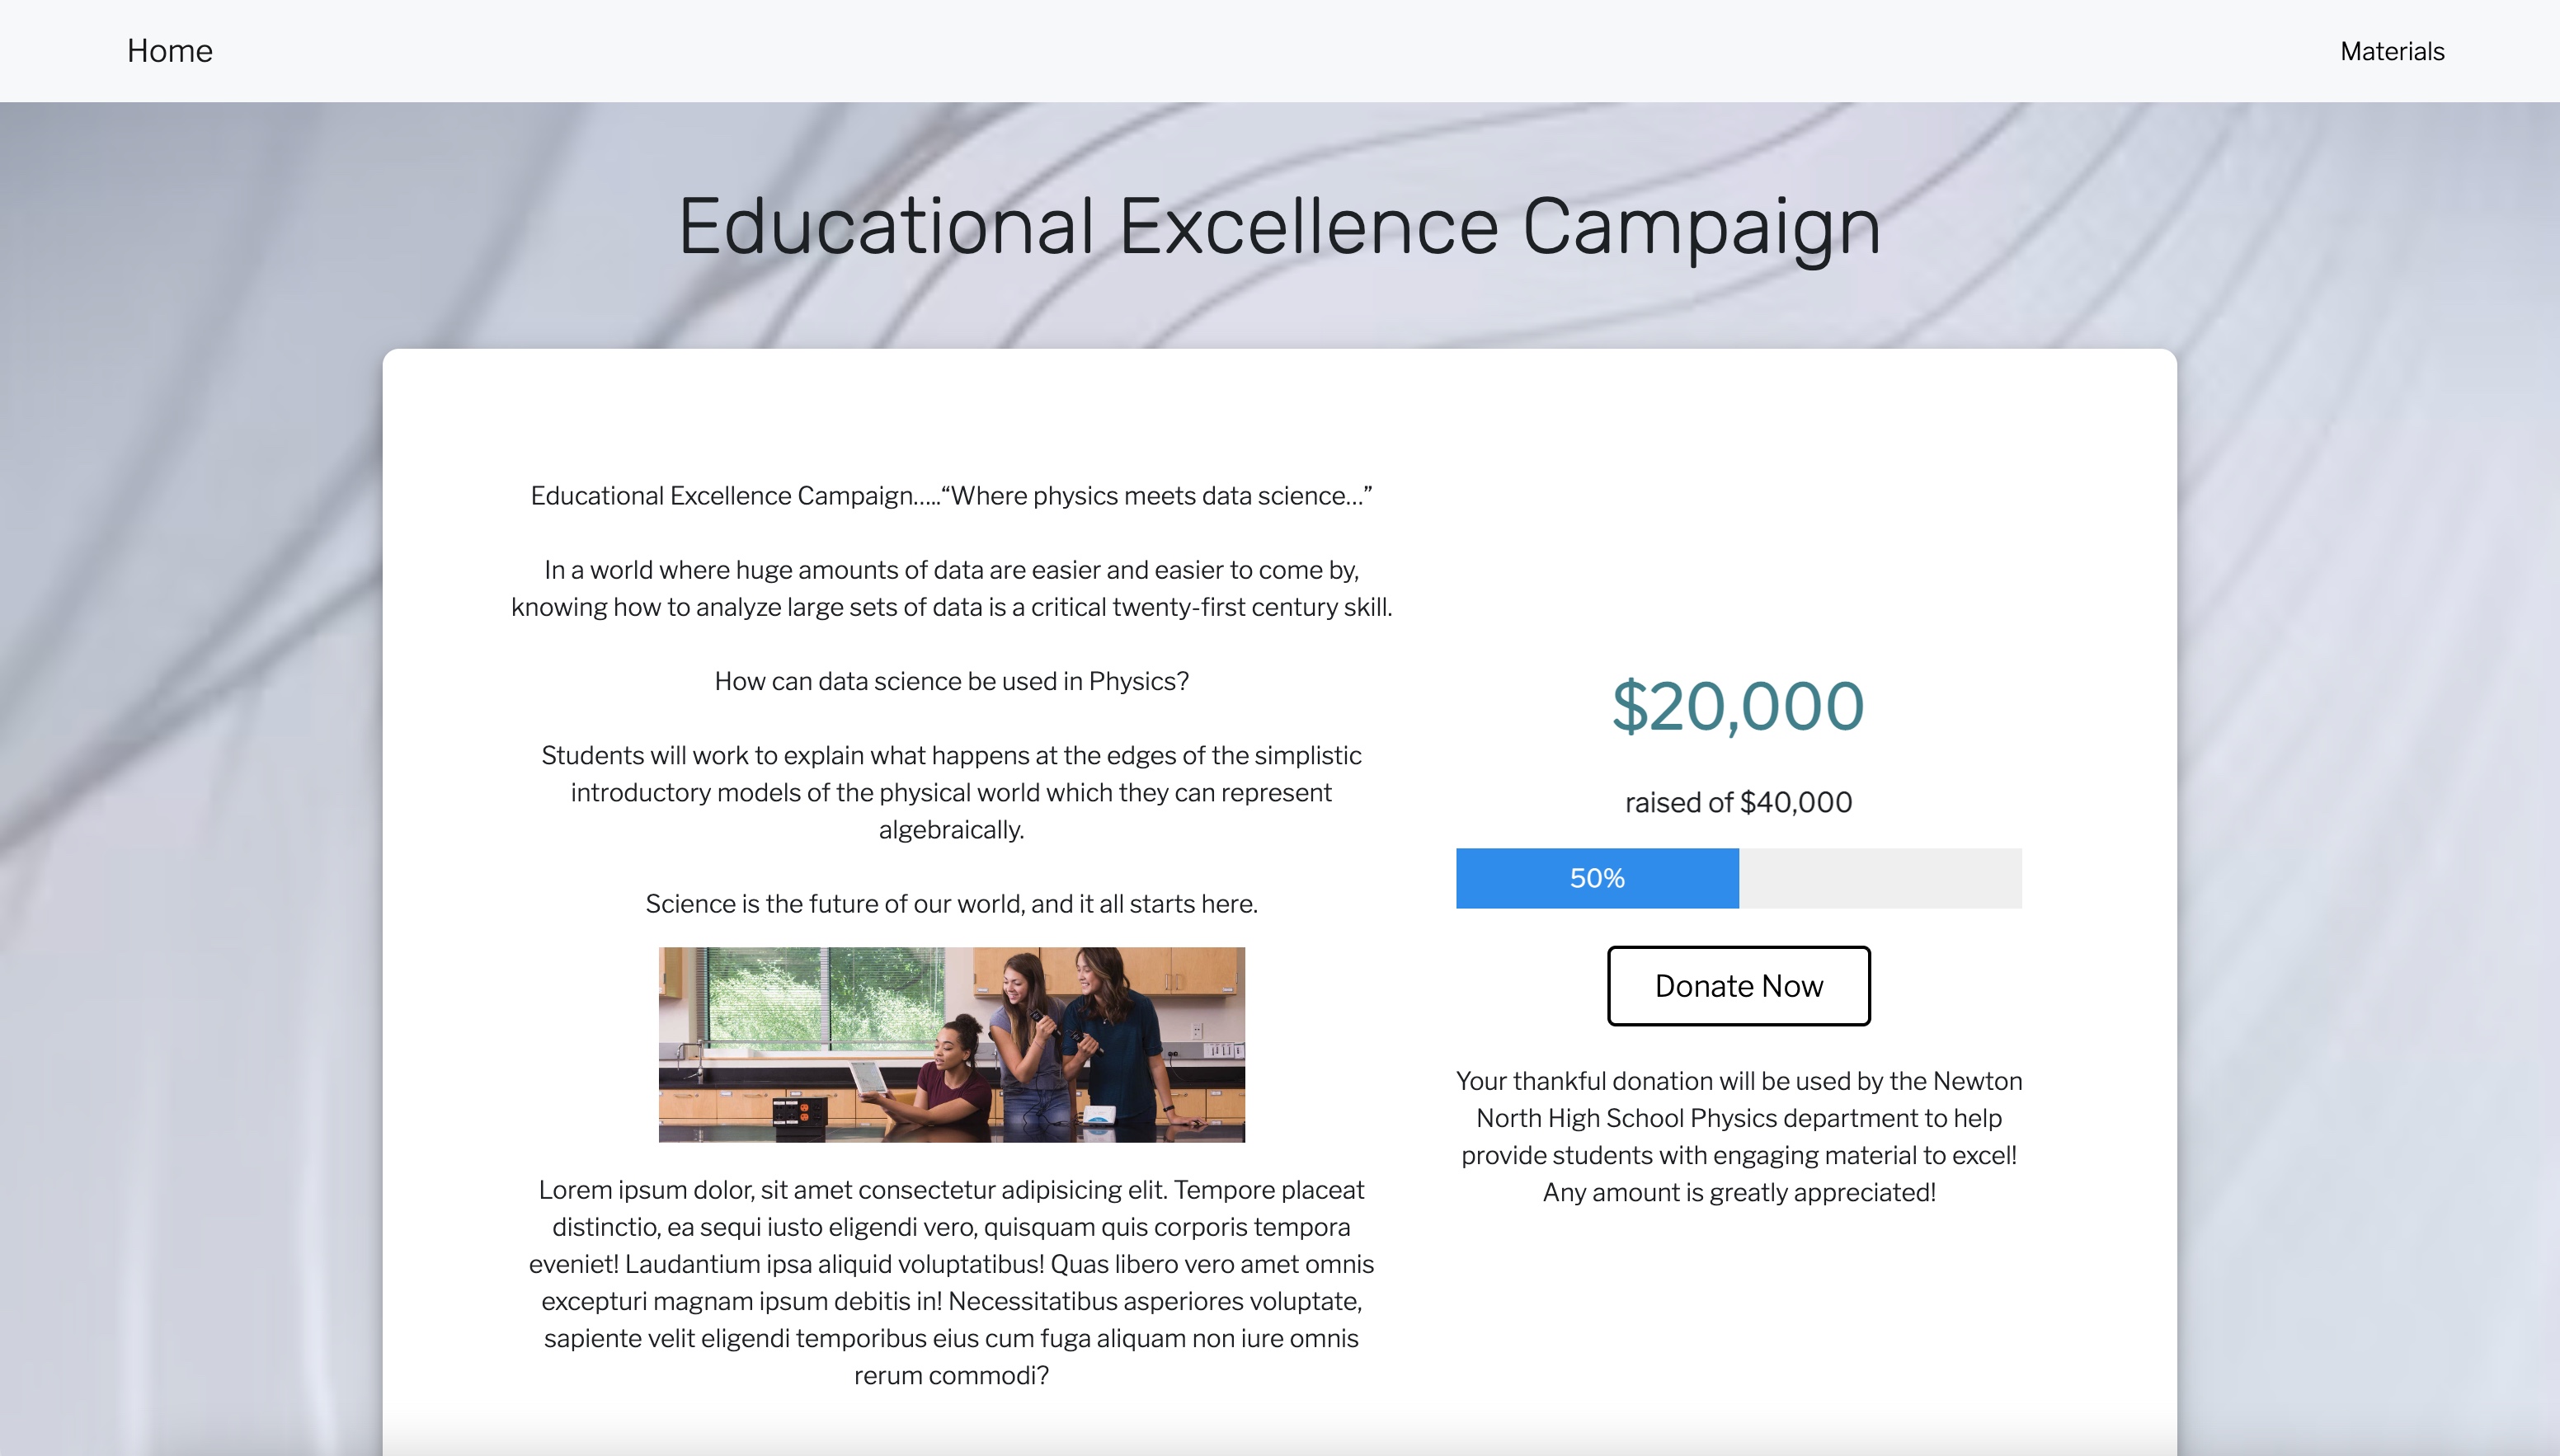 Home
Materials
Educational Excellence Campaign
Educational Excellence Campaign.....“Where physics meets data science...”
In a world where huge amounts of data are easier and easier to come by,
knowing how to analyze large sets of data is a critical twenty-first century skill.
How can data science be used in Physics?
Students will work to explain what happens at the edges of the simplistic
introductory models of the physical world which they can represent
algebraically.
Science is the future of our world, and it all starts here.
Lorem ipsum dolor, sit amet consectetur adipisicing elit. Tempore placeat
distinctio, ea sequi iusto eligendi vero, quisquam quis corporis tempora
eveniet! Laudantium ipsa aliquid voluptatibus! Quas libero vero amet omnis
excepturi magnam ipsum debitis in! Necessitatibus asperiores voluptate,
sapiente velit eligendi temporibus eius cum fuga aliquam non iure omnis
rerum commodi?
$20,000
raised of $40,000
50%
Donate Now
Your thankful donation will be used by the Newton
North High School Physics department to help
provide students with engaging material to excel!
Any amount is greatly appreciated!